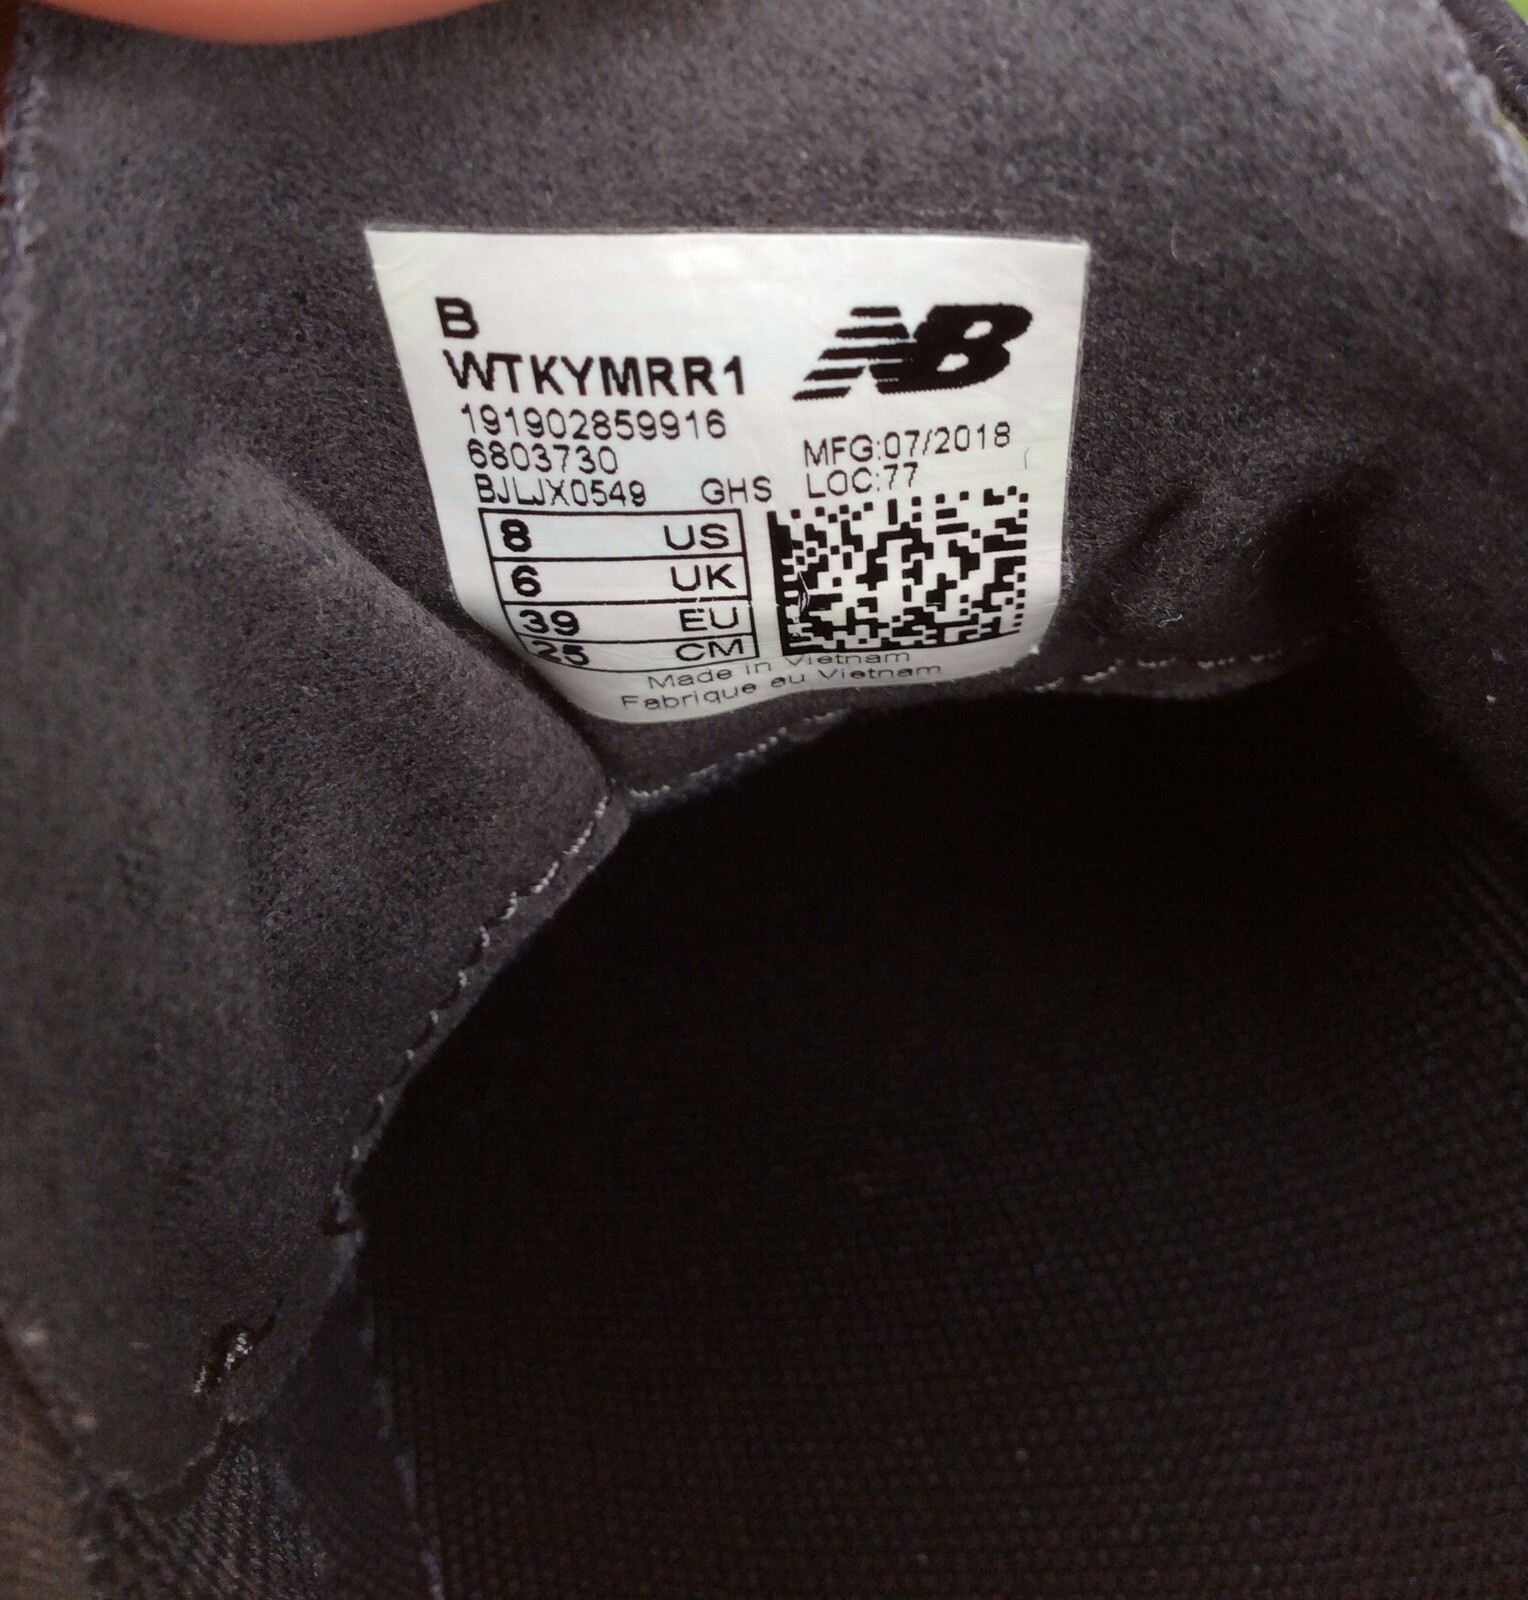 B
NB
WTKYMRR1
191902859916
6803730
MFG:07/2018
BJLJX0549 GHS LOC:77
8 US
6 UK
39 EU
25 CM
Made in Vietnam
Fabrique au Vietnam